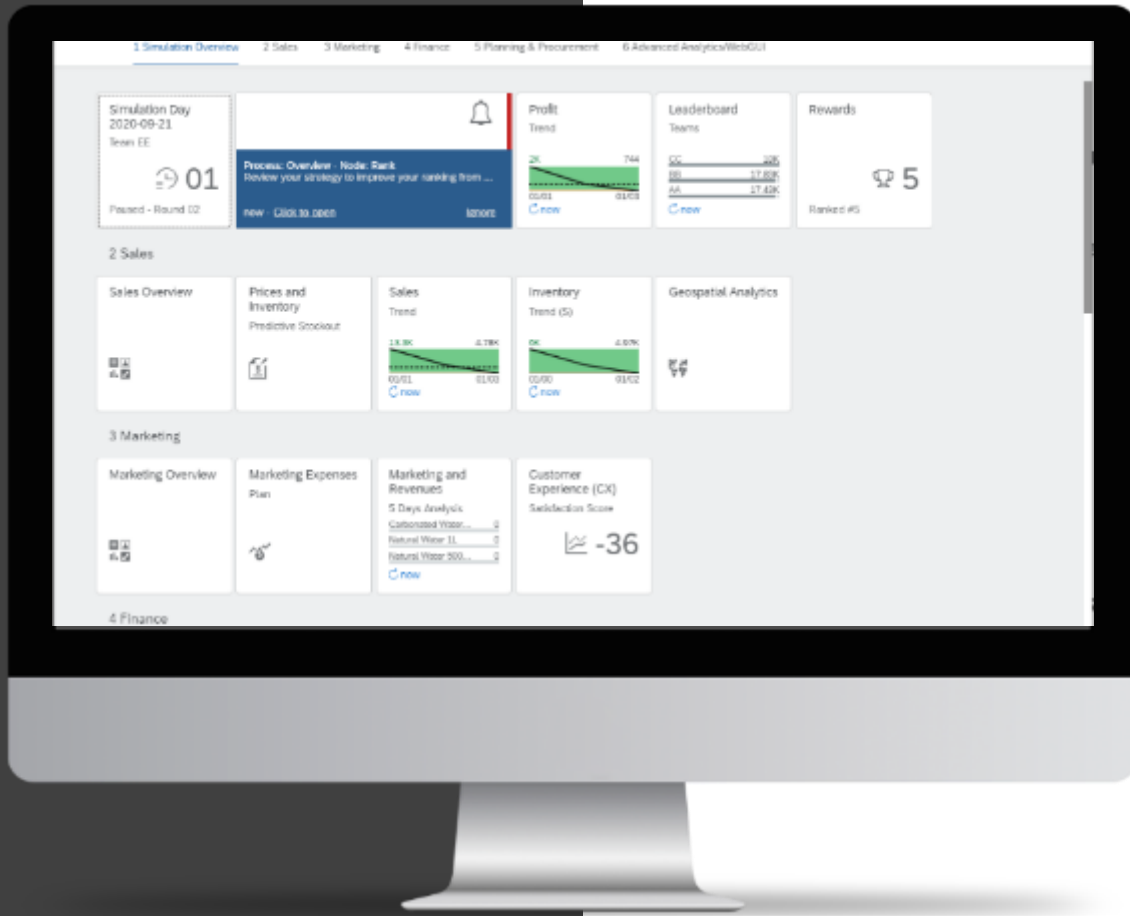 1 Simulation Overview
2 Sales
3 Marketing
4 Finance
5 Planning & Procurement
6 Advanced Analytics/WebGUI
Simulation Day
2020-09-21
Team EE
01
Paused - Round 02
Process: Overview - Node: Rank
Review your strategy to improve your ranking from ...
now - Click to open
Ignore
Profit
Trend
2K
744
01/01
01/03
now
Leaderboard
Teams
CC
BB
AA
17.43K
now
Rewards
5
Ranked #5
2 Sales
Sales Overview
Prices and
Inventory
Predictive Stockout
Sales
Trend
4.78K
01/01
01/03
now
Inventory
Trend (S)
4.97K
01/00
01/02
now
Geospatial Analytics
3 Marketing
Marketing Overview
Marketing Expenses
Plan
Marketing and
Revenues
5 Days Analysis
Carbonated Water...
0
Natural Water 1L
0
Natural Water 500...
0
now
Customer
Experience (CX)
Satisfaction Score
-36
4 Finance